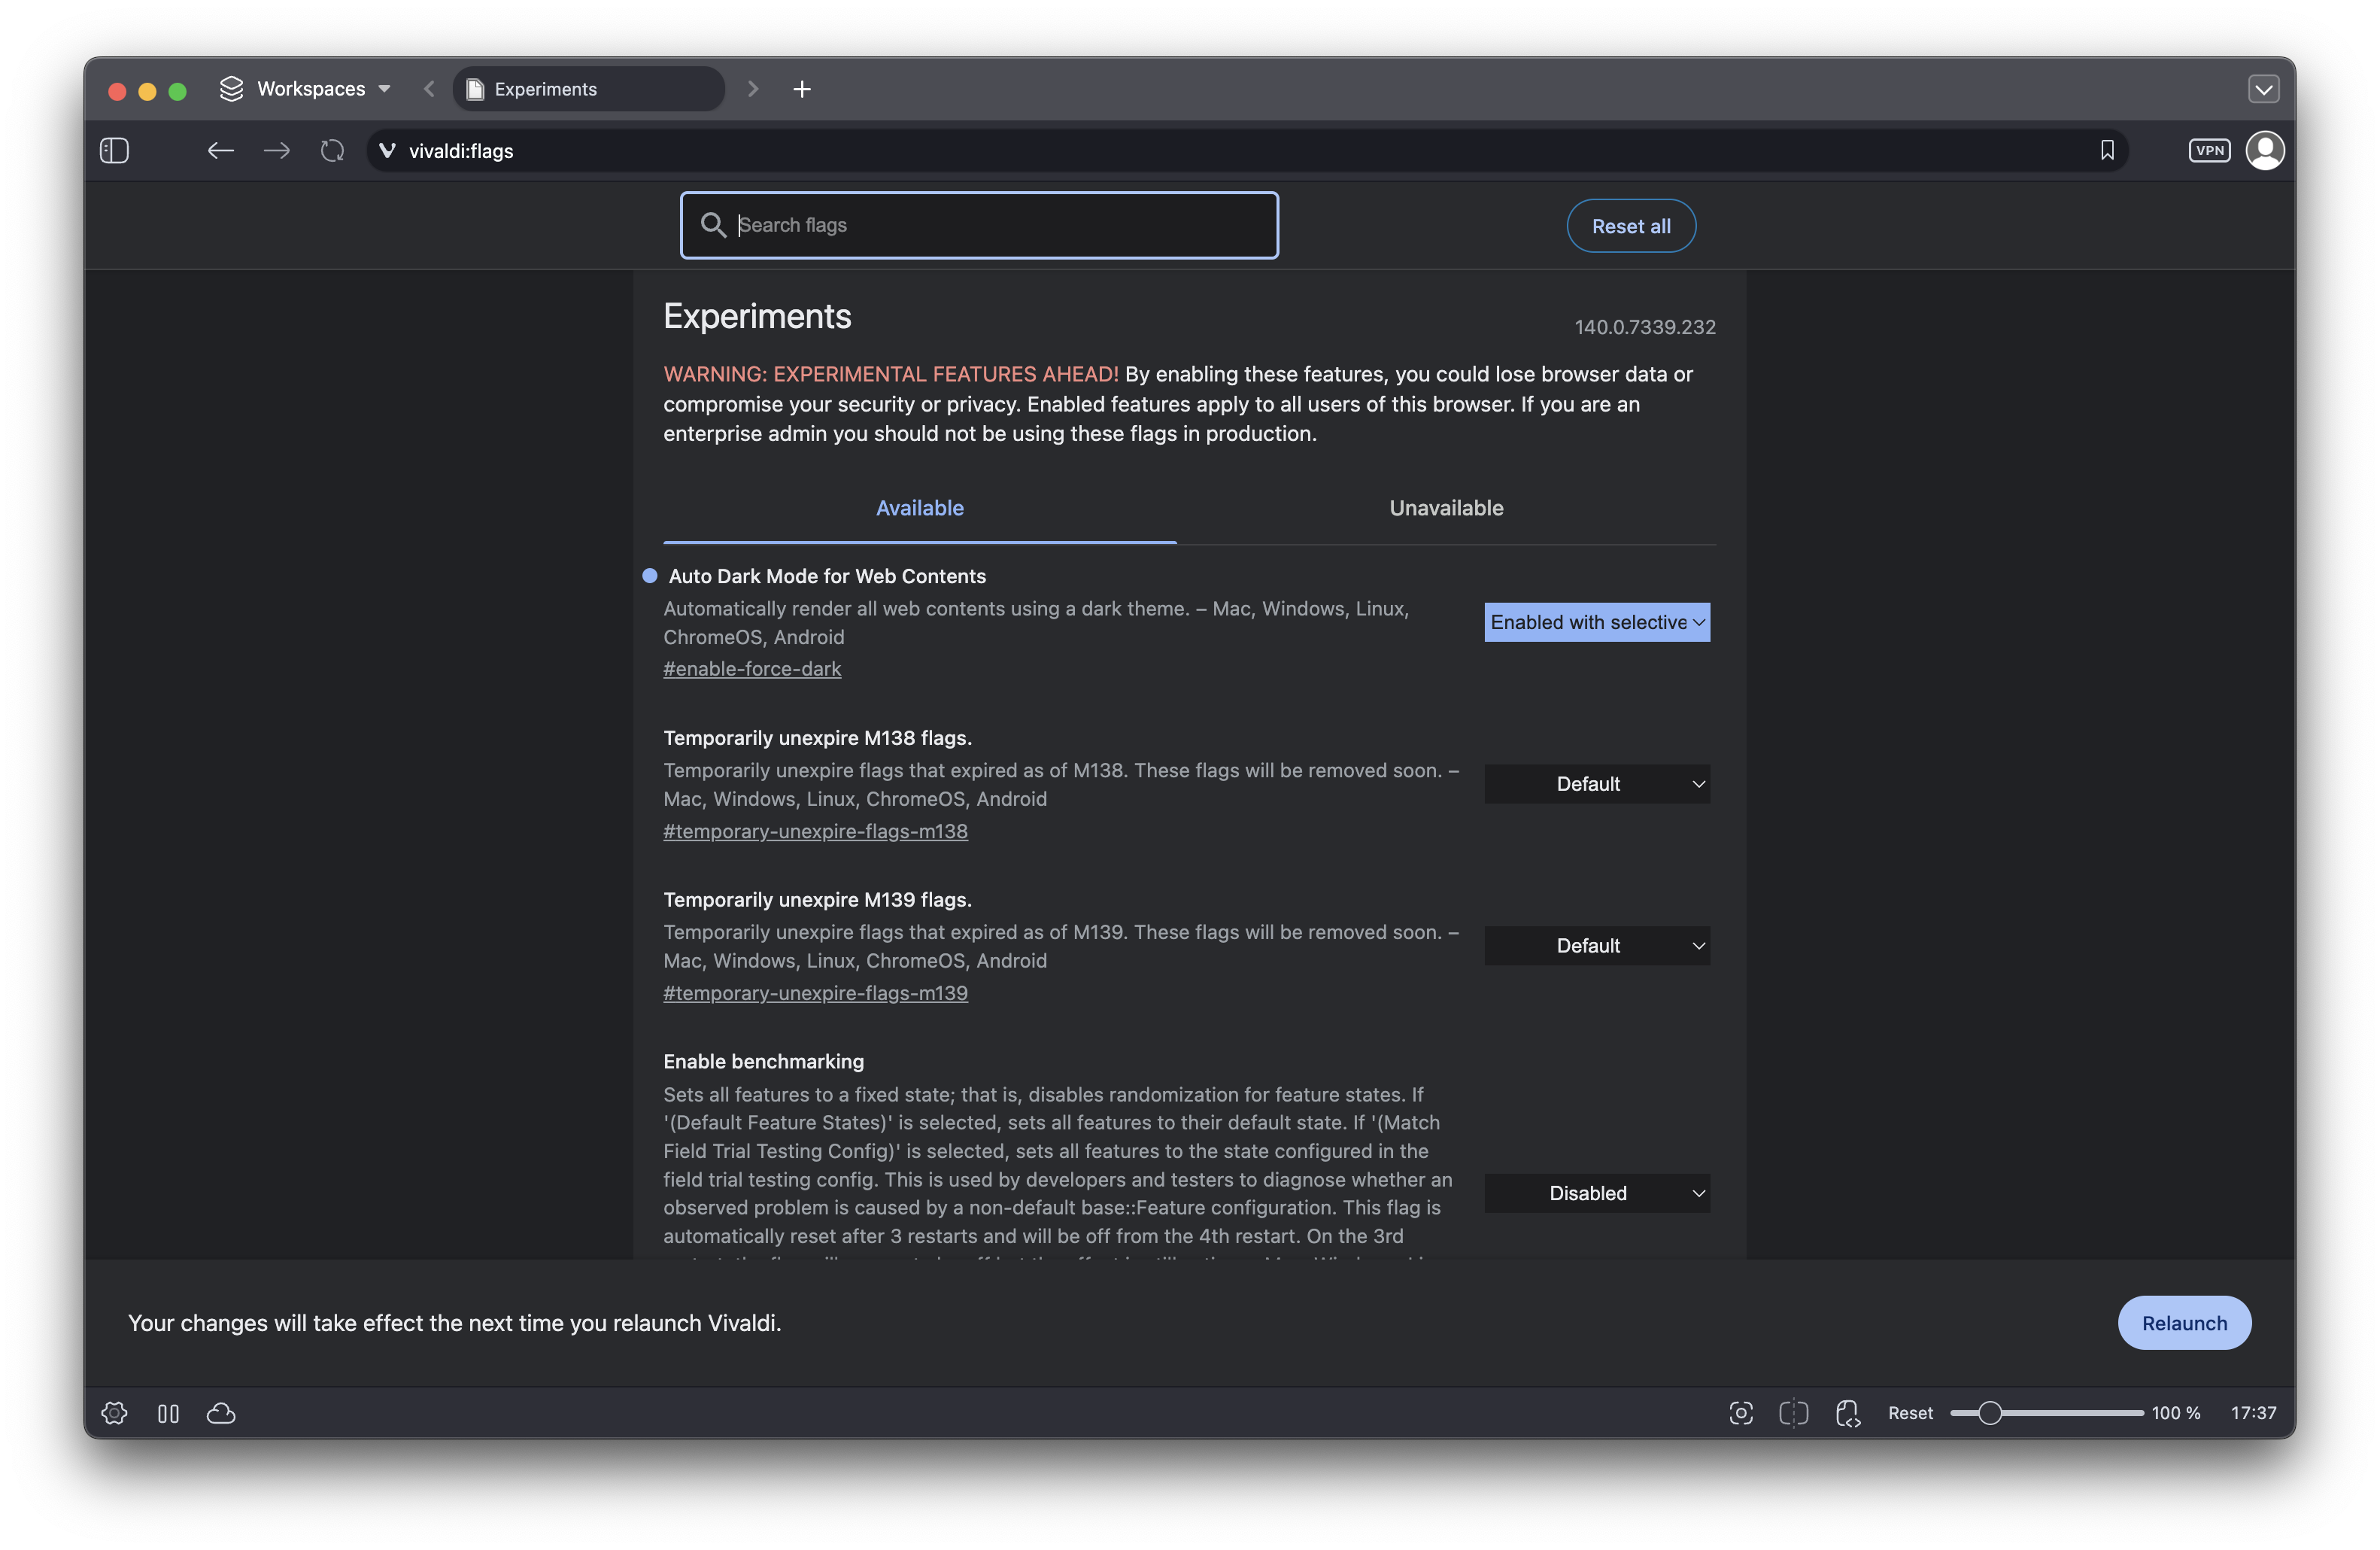 Workspaces
Experiments
vivaldi:flags
VPN
Search flags
Reset all
Experiments
140.0.7339.232
WARNING: EXPERIMENTAL FEATURES AHEAD! By enabling these features, you could lose browser data or
compromise your security or privacy. Enabled features apply to all users of this browser. If you are an
enterprise admin you should not be using these flags in production.
Available
Unavailable
Auto Dark Mode for Web Contents
Automatically render all web contents using a dark theme. – Mac, Windows, Linux,
ChromeOS, Android
#enable-force-dark
Enabled with selective
Temporarily unexpire M138 flags.
Temporarily unexpire flags that expired as of M138. These flags will be removed soon. –
Mac, Windows, Linux, ChromeOS, Android
#temporary-unexpire-flags-m138
Default
Temporarily unexpire M139 flags.
Temporarily unexpire flags that expired as of M139. These flags will be removed soon. –
Mac, Windows, Linux, ChromeOS, Android
#temporary-unexpire-flags-m139
Default
Enable benchmarking
Sets all features to a fixed state; that is, disables randomization for feature states. If
'(Default Feature States)' is selected, sets all features to their default state. If '(Match
Field Trial Testing Config)' is selected, sets all features to the state configured in the
field trial testing config. This is used by developers and testers to diagnose whether an
observed problem is caused by a non-default base::Feature configuration. This flag is
automatically reset after 3 restarts and will be off from the 4th restart. On the 3rd
Disabled
Your changes will take effect the next time you relaunch Vivaldi.
Relaunch
Reset
100 %
17:37